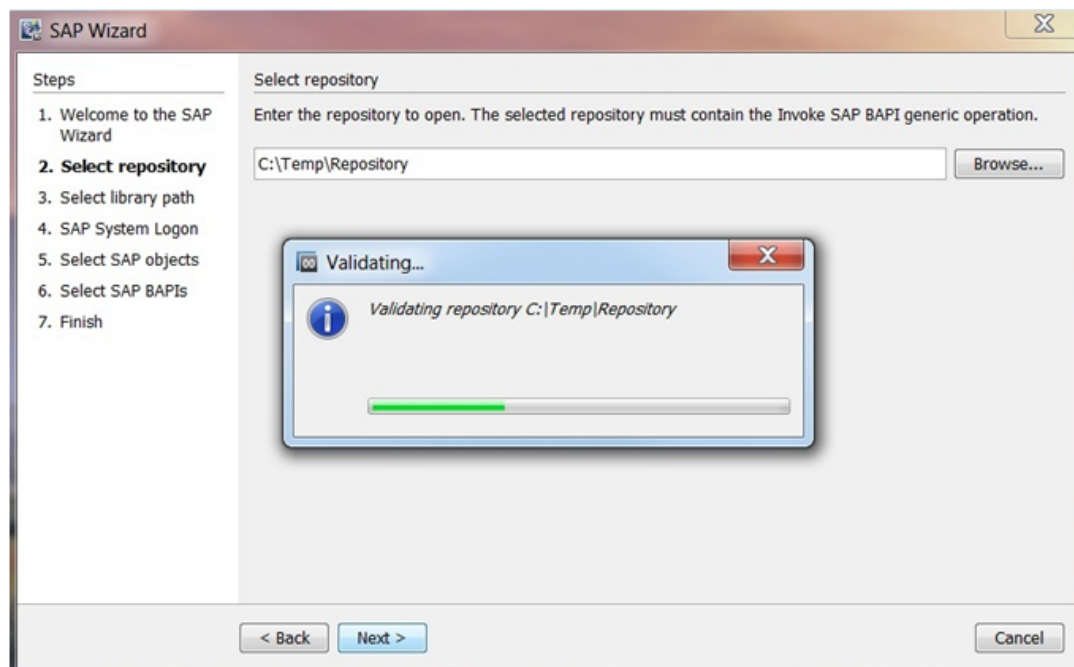 SAP Wizard
Steps
1. Welcome to the SAP
Wizard
2. Select repository
3. Select library path
4. SAP System Logon
5. Select SAP objects
6. Select SAP BAPIs
7. Finish
Select repository
Enter the repository to open. The selected repository must contain the Invoke SAP BAPI generic operation.
C:\Temp\Repository
Browse...
Validating...
Validating repository C:\Temp\Repository
< Back
Next >
Cancel